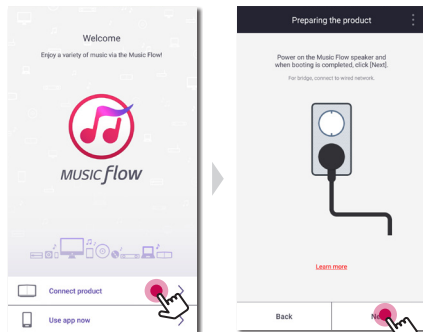 Welcome
Enjoy a variety of music via the Music Flow!
MUSIC flow
Connect product
Use app now
Preparing the product
Power on the Music Flow speaker and
when booting is completed, click [Next].
For bridge, connect to wired network.
Learn more
Back